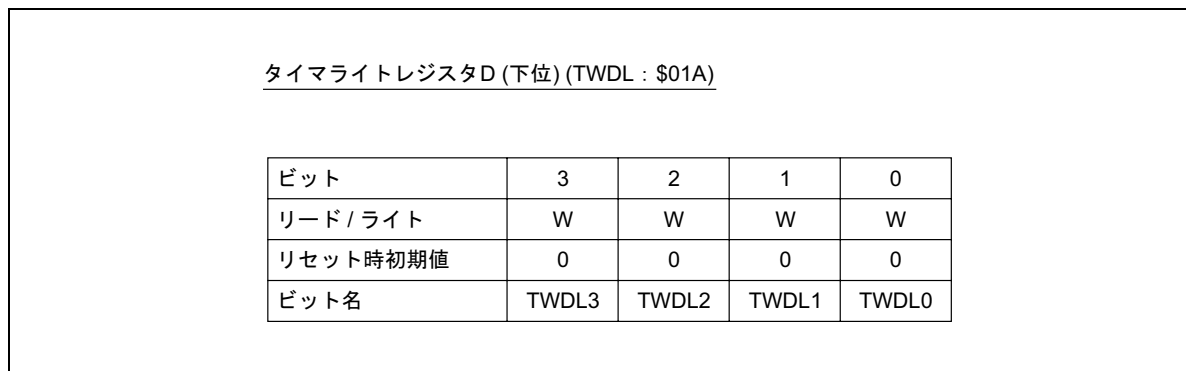 タイマライトレジスタD (下位) (TWDL：$01A)
ビット 3 2 1 0
リード / ライト W W W W
リセット時初期値 0 0 0 0
ビット名 TWDL3 TWDL2 TWDL1 TWDL0